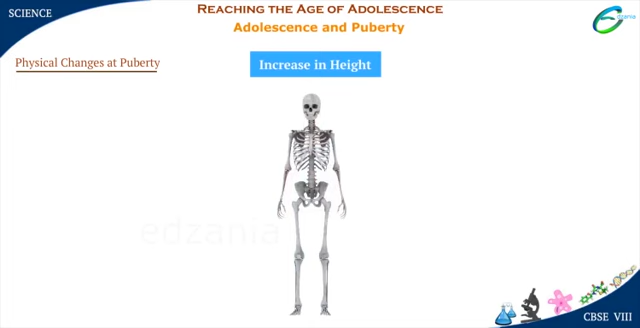 SCIENCE
REACHING THE AGE OF ADOLESCENCE
Adolescence and Puberty
edzania
Physical Changes at Puberty
Increase in Height
edzania
CBSE VIII